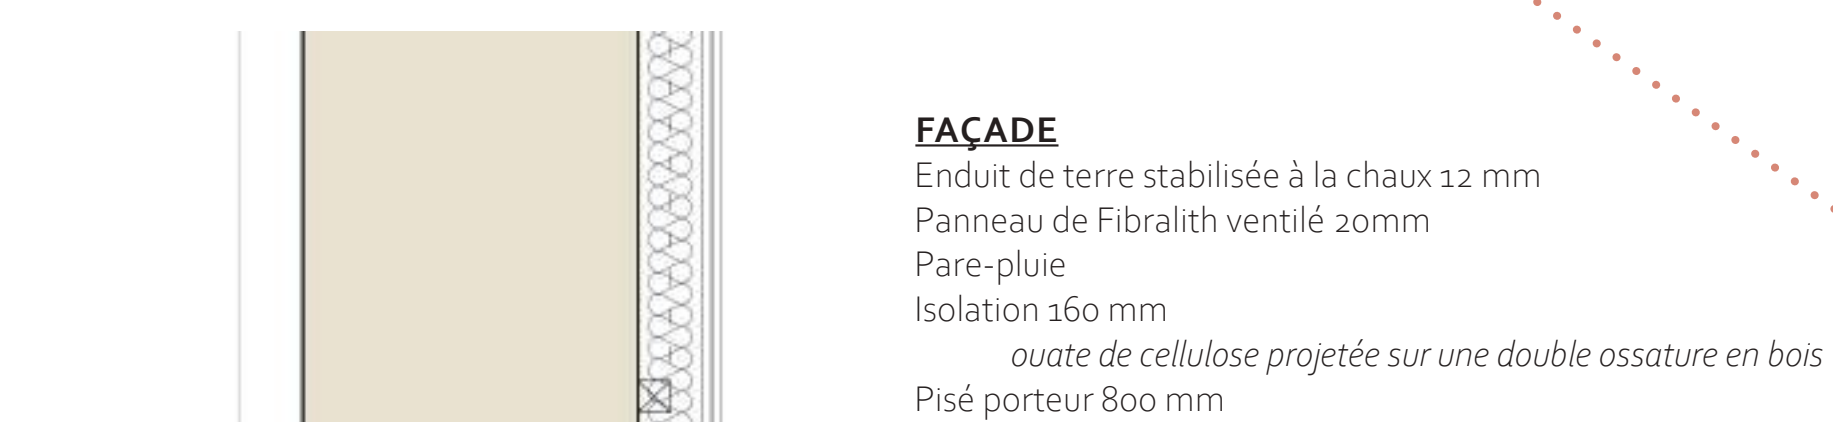 FAÇADE
Enduit de terre stabilisée à la chaux 12 mm
Panneau de Fibralith ventilé 20mm
Pare-pluie
Isolation 160 mm
ouate de cellulose projetée sur une double ossature en bois
Pisé porteur 800 mm